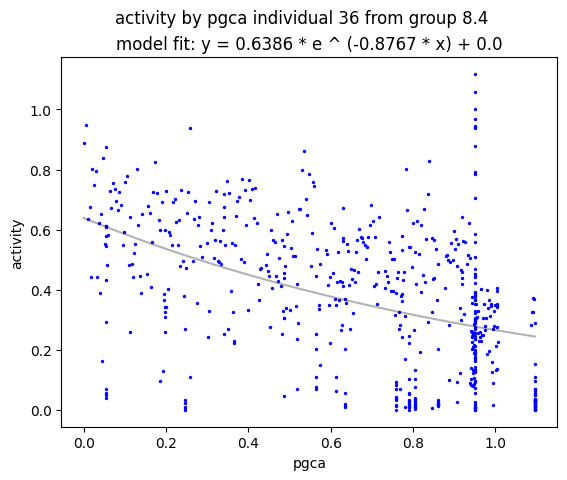 activity by pgca individual 36 from group 8.4
model fit: y = 0.6386 * e ^ (-0.8767 * x) + 0.0
activity
1.0
0.8
0.6
0.4
0.2
0.0
0.0 0.2 0.4 0.6 0.8 1.0
pgca